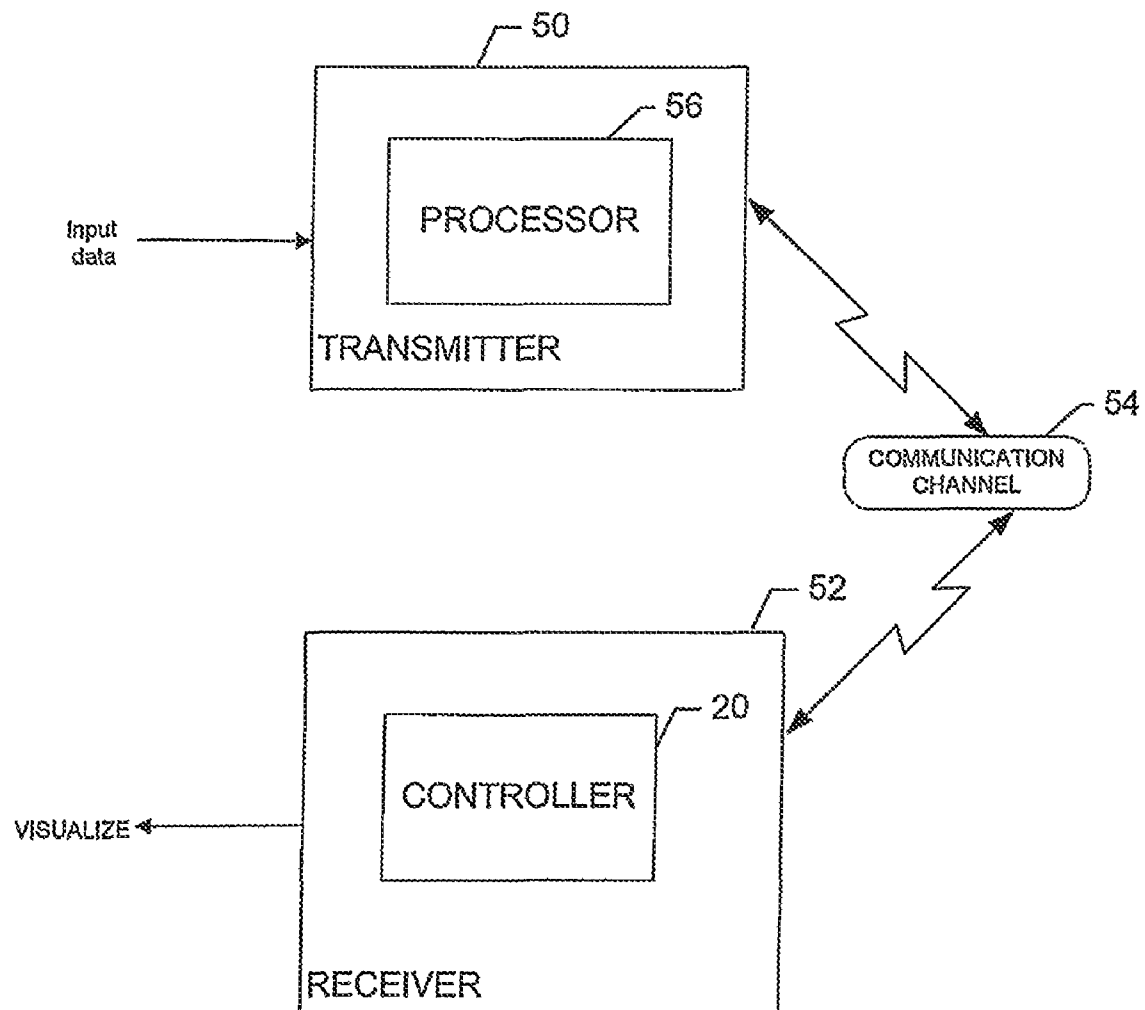 50
56
PROCESSOR
Input
data
TRANSMITTER
54
COMMUNICATION
CHANNEL
52
20
CONTROLLER
VISUALIZE
RECEIVER